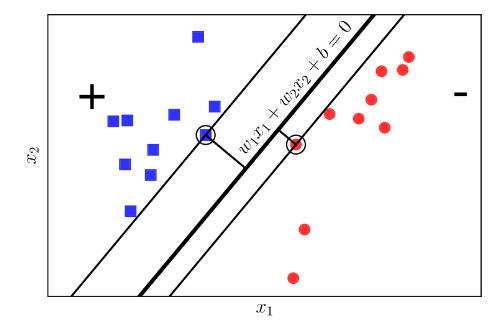 +
-
w₁x₁ + w₂x₂ + b = 0
x₂
x₁